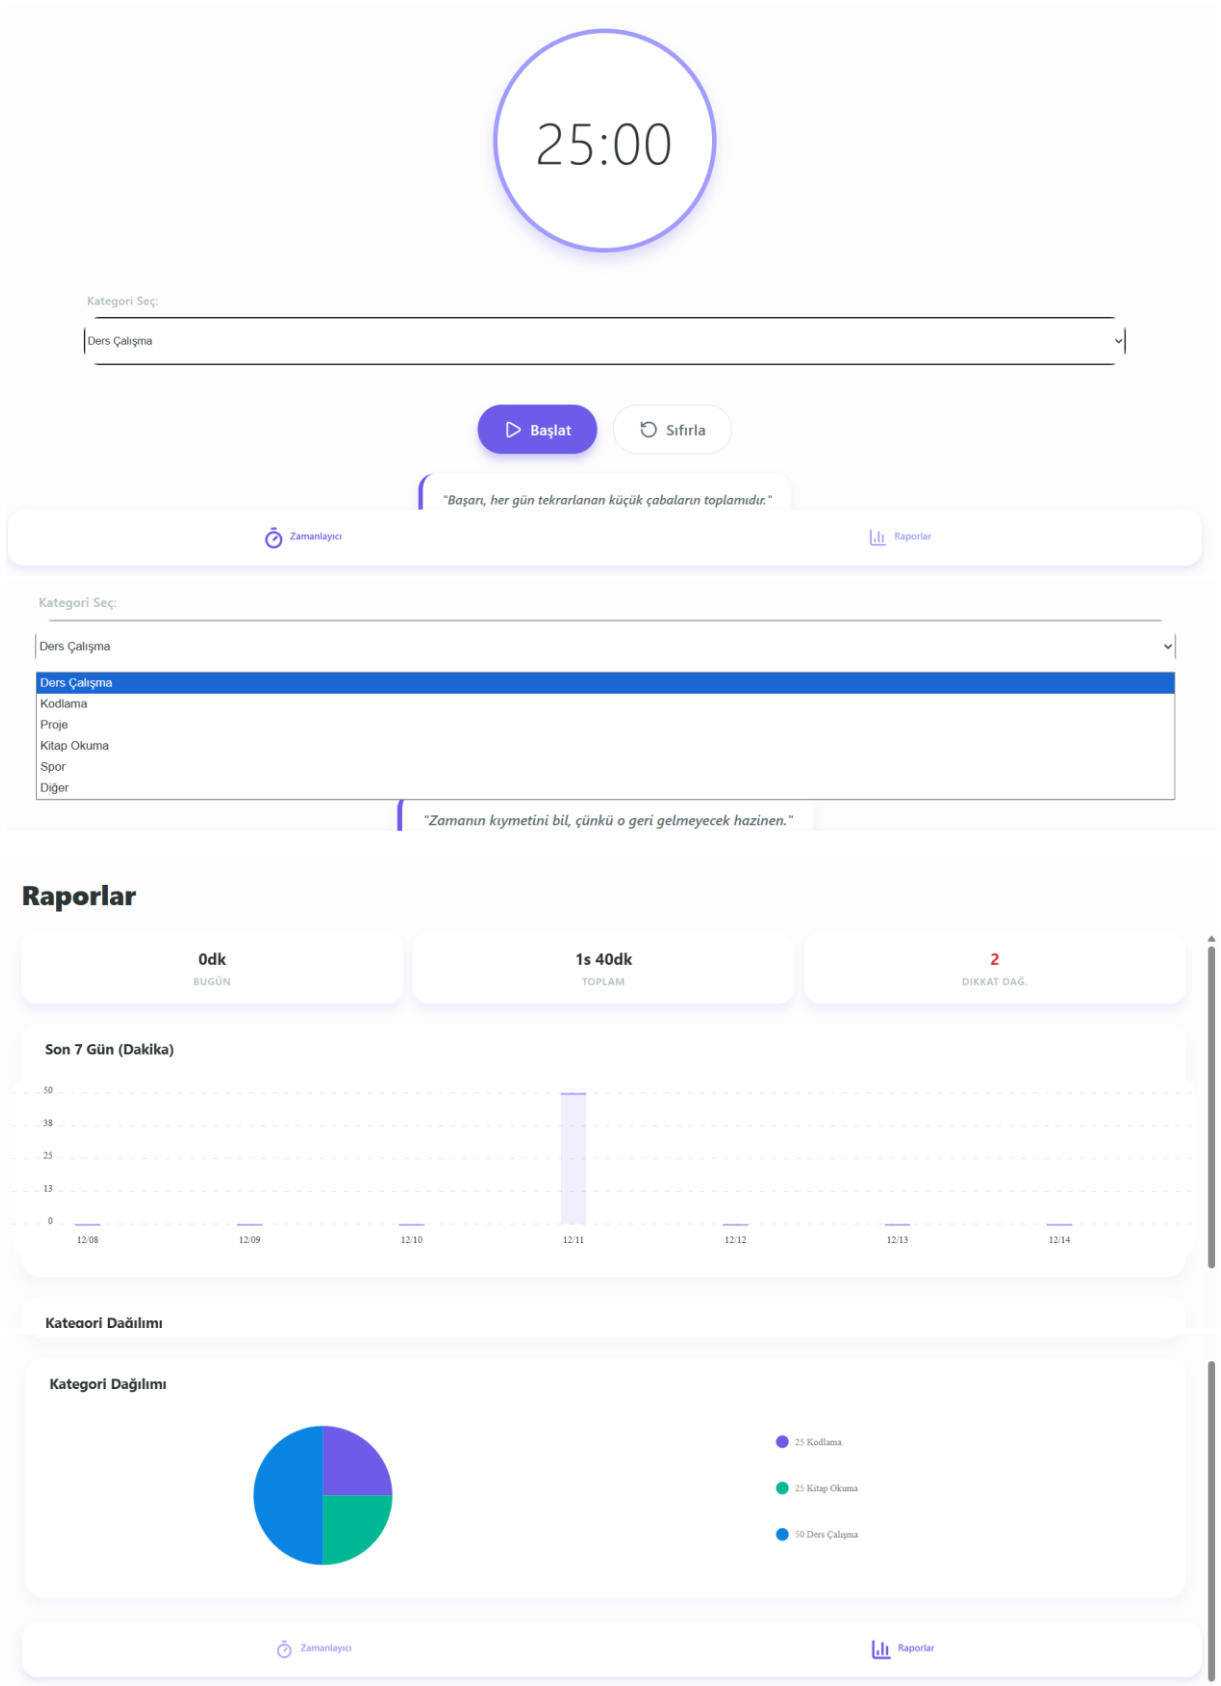 25:00
Kategori Seç:
Ders Çalışma
Başlat
Sıfırla
"Başarı, her gün tekrarlanan küçük çabaların toplamıdır."
Zamanlayıcı
Raporlar
Kategori Seç:
Ders Çalışma
Ders Çalışma
Kodlama
Proje
Kitap Okuma
Spor
Diğer
"Zamanın kıymetini bil, çünkü o geri gelmeyecek hazinen."
Raporlar
0dk
BUGÜN
1s 40dk
TOPLAM
2
DIKKAT DAĞ.
Son 7 Gün (Dakika)
50
38
25
13
0
12/08 12/09 12/10 12/11 12/12 12/13 12/14
Kategori Dağılımı
Kategori Dağılımı
25 Kodlama
25 Kitap Okuma
50 Ders Çalışma
Zamanlayıcı
Raporlar